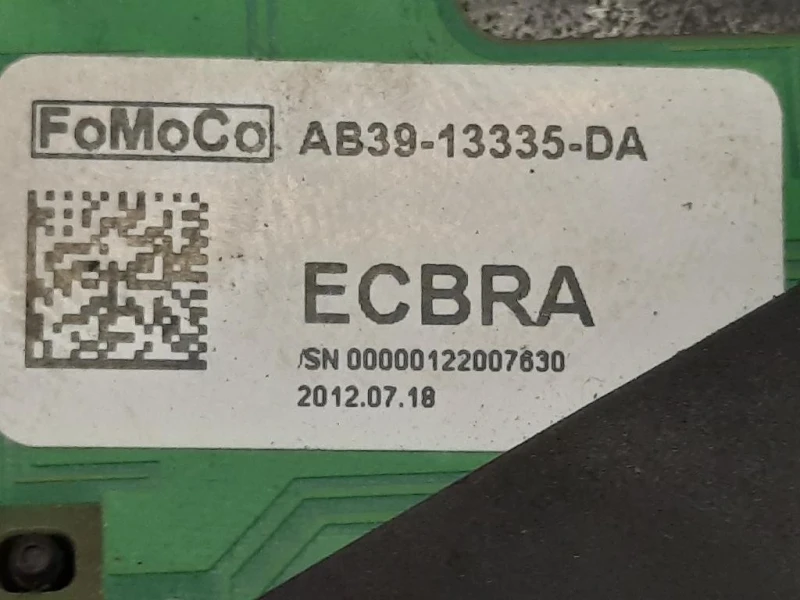 FoMoCo AB39-13335-DA
ECBRA
/SN 00000122007630
2012.07.18